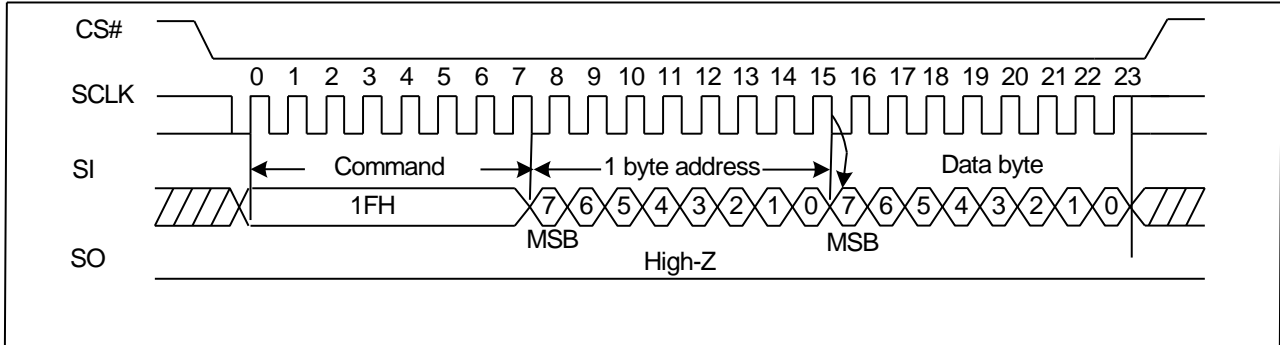 CS#
0 1 2 3 4 5 6 7 8 9 10 11 12 13 14 15 16 17 18 19 20 21 22 23
SCLK
SI Command 1 byte address Data byte
1FH 7 6 5 4 3 2 1 0 7 6 5 4 3 2 1 0
MSB MSB
SO High-Z